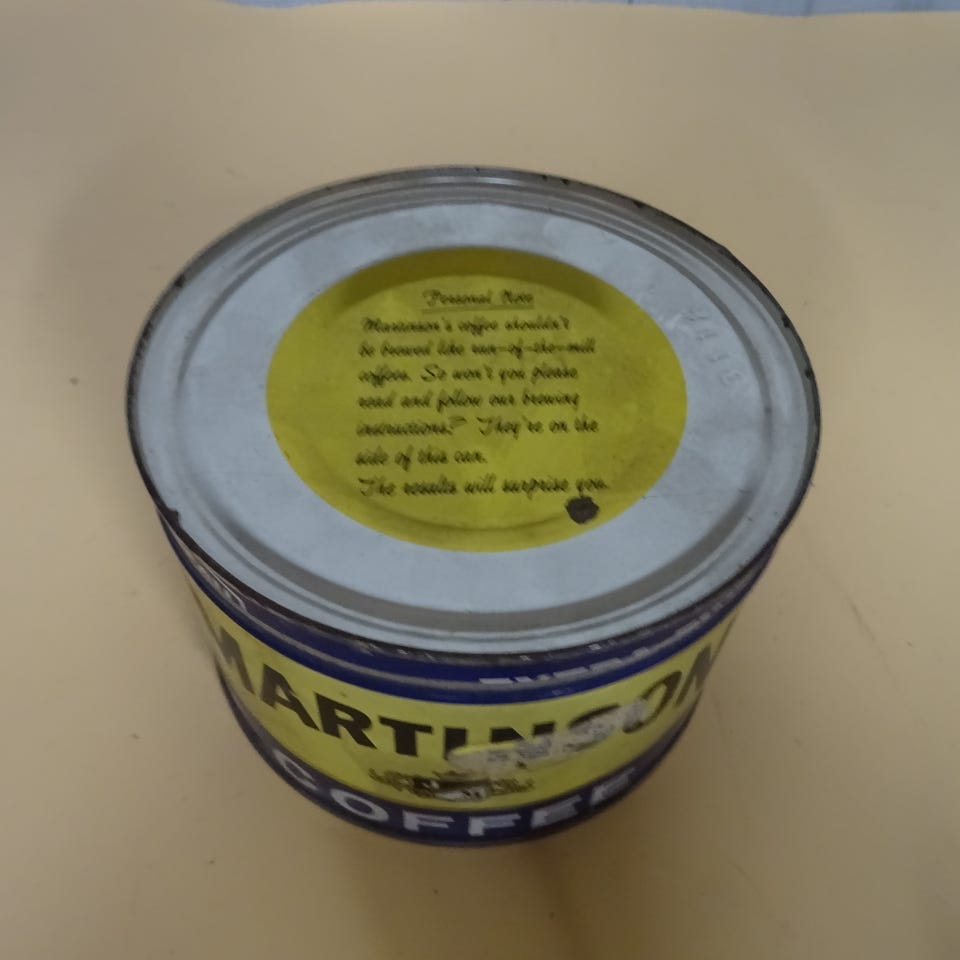 Personal Note
Martinson's coffee shouldn't
be brewed like run-of-the-mill
coffees. So won't you please
read and follow our brewing
instructions? They're on the
side of this can.
The results will surprise you.
MARTINSON
COFFEE